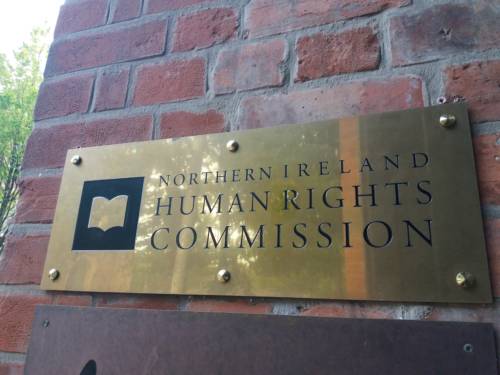 NORTHERN IRELAND
HUMAN RIGHTS
COMMISSION